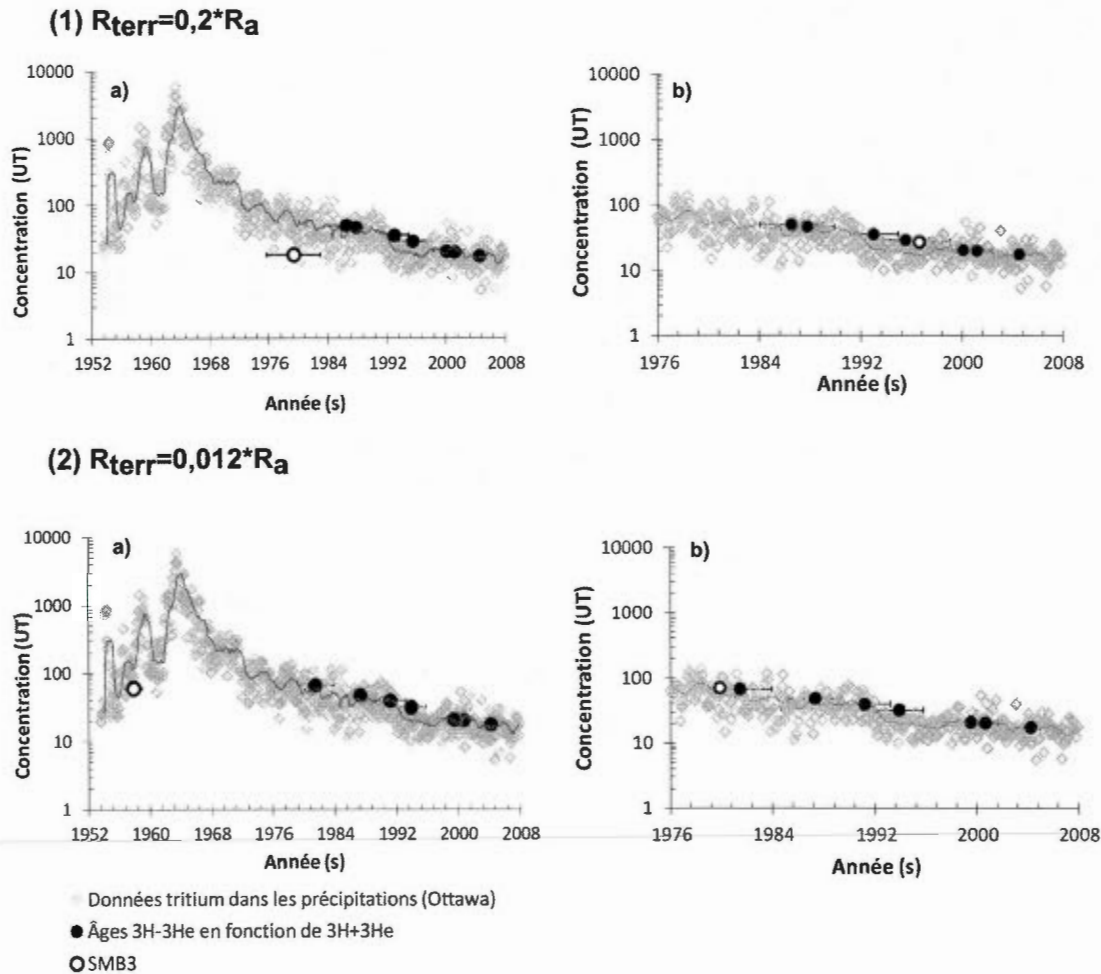 (1) Rterr=0,2*Ra
a)
Concentration (UT)
10000
1000
100
10
1
1952 1960 1968 1976 1984 1992 2000 2008
Année (s)
b)
Concentration (UT)
10000
1000
100
10
1
1976 1984 1992 2000 2008
Année (s)
(2) Rterr=0,012*Ra
a)
Concentration (UT)
10000
1000
100
10
1
1952 1960 1968 1976 1984 1992 2000 2008
Année (s)
b)
Concentration (UT)
10000
1000
100
10
1
1976 1984 1992 2000 2008
Année (s)
Données tritium dans les précipitations (Ottawa)
Âges 3H-3He en fonction de 3H+3He
SMB3